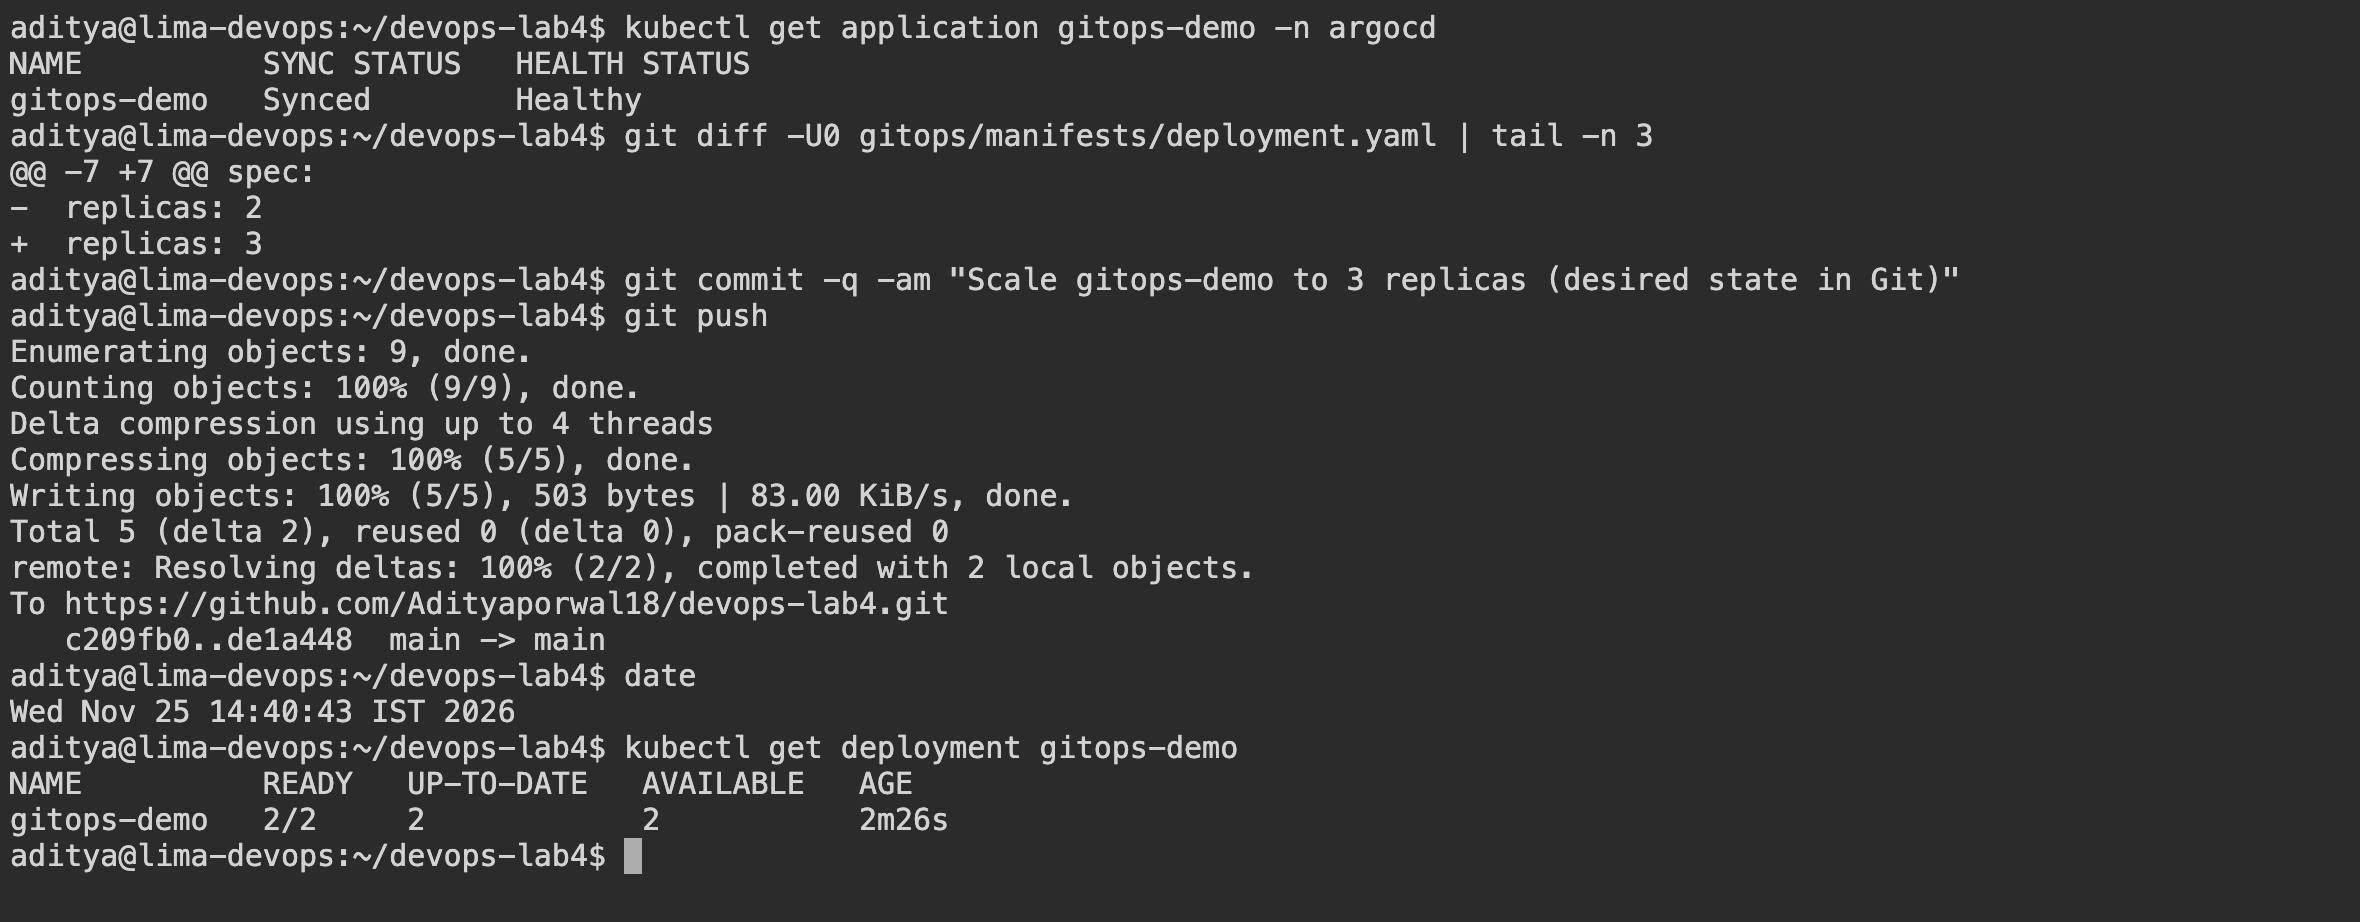 aditya@lima-devops:~/devops-lab4$ kubectl get application gitops-demo -n argocd
NAME          SYNC STATUS   HEALTH STATUS
gitops-demo   Synced        Healthy
aditya@lima-devops:~/devops-lab4$ git diff -U0 gitops/manifests/deployment.yaml | tail -n 3
@@ -7 +7 @@ spec:
-  replicas: 2
+  replicas: 3
aditya@lima-devops:~/devops-lab4$ git commit -q -am "Scale gitops-demo to 3 replicas (desired state in Git)"
aditya@lima-devops:~/devops-lab4$ git push
Enumerating objects: 9, done.
Counting objects: 100% (9/9), done.
Delta compression using up to 4 threads
Compressing objects: 100% (5/5), done.
Writing objects: 100% (5/5), 503 bytes | 83.00 KiB/s, done.
Total 5 (delta 2), reused 0 (delta 0), pack-reused 0
remote: Resolving deltas: 100% (2/2), completed with 2 local objects.
To https://github.com/Adityaporwal18/devops-lab4.git
   c209fb0..de1a448  main -> main
aditya@lima-devops:~/devops-lab4$ date
Wed Nov 25 14:40:43 IST 2026
aditya@lima-devops:~/devops-lab4$ kubectl get deployment gitops-demo
NAME          READY   UP-TO-DATE   AVAILABLE   AGE
gitops-demo   2/2     2            2           2m26s
aditya@lima-devops:~/devops-lab4$